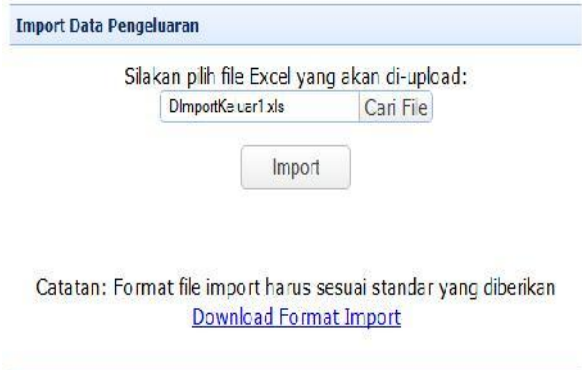 Import Data Pengeluaran
Silakan pilih file Excel yang akan di-upload:
DImportKeluar1.xls Cari File
Import
Catatan: Format file import harus sesuai standar yang diberikan
Download Format Import